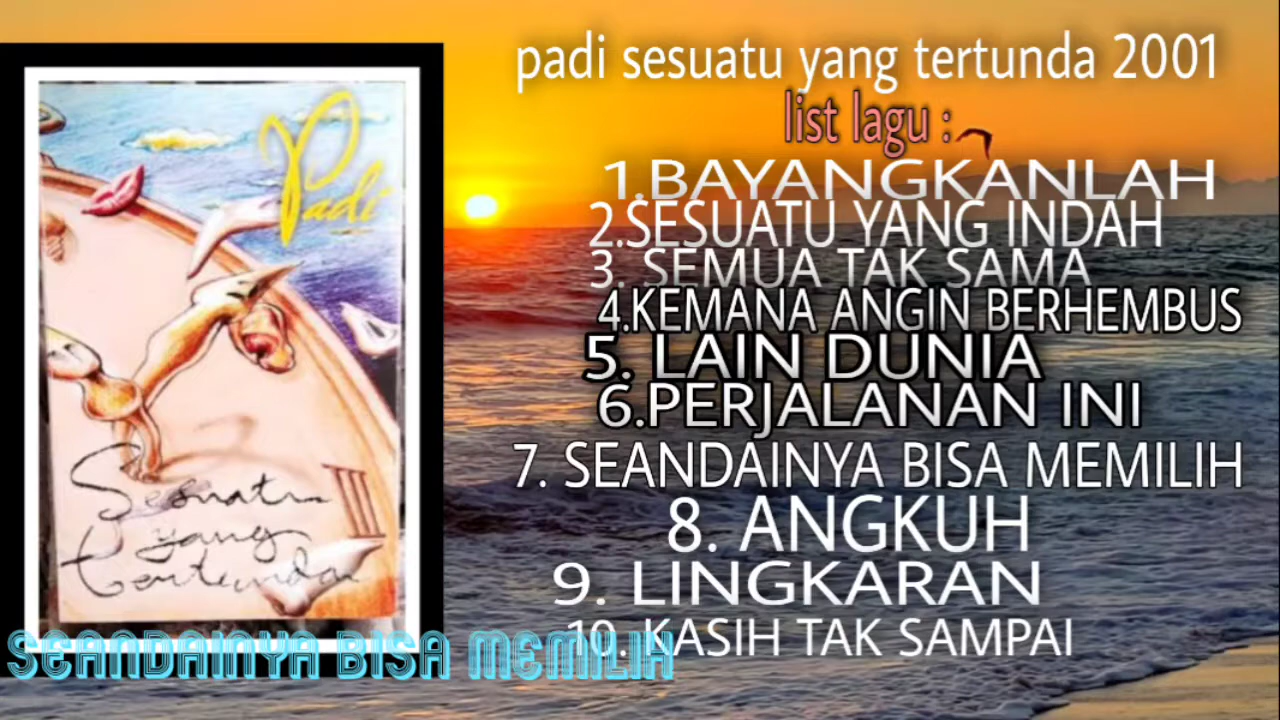 Padi
Sesuatu
yang
tertunda
padi sesuatu yang tertunda 2001
list lagu :
1.BAYANGKANLAH
2.SESUATU YANG INDAH
3. SEMUA TAK SAMA
4.KEMANA ANGIN BERHEMBUS
5. LAIN DUNIA
6.PERJALANAN INI
7. SEANDAINYA BISA MEMILIH
8. ANGKUH
9. LINGKARAN
10. KASIH TAK SAMPAI
SEANDAINYA BISA MEMILIH